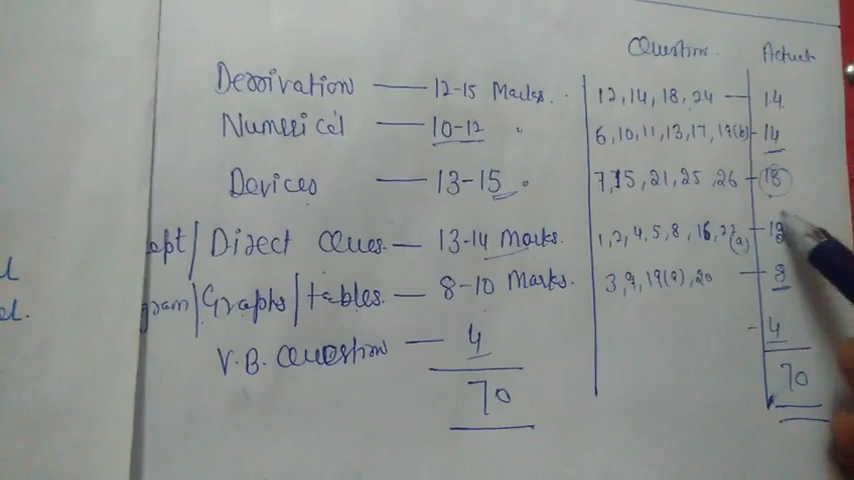 Question. Actual
Derivation — 12-15 Marks. 12, 14, 18, 24 — 14
Numerical — 10-12 " 6, 10, 11, 13, 17, 19(b) - 14
Devices — 13-15 " 7, 15, 21, 25, 26 - 18
ept/ Direct Ques. — 13-14 Marks. 1, 2, 4, 5, 8, 16, 22(a) - 12
gram/Graphs/tables. — 8-10 Marks. 3, 9, 19(a), 20 — 8
V.B. Question — 4 - 4
70 70